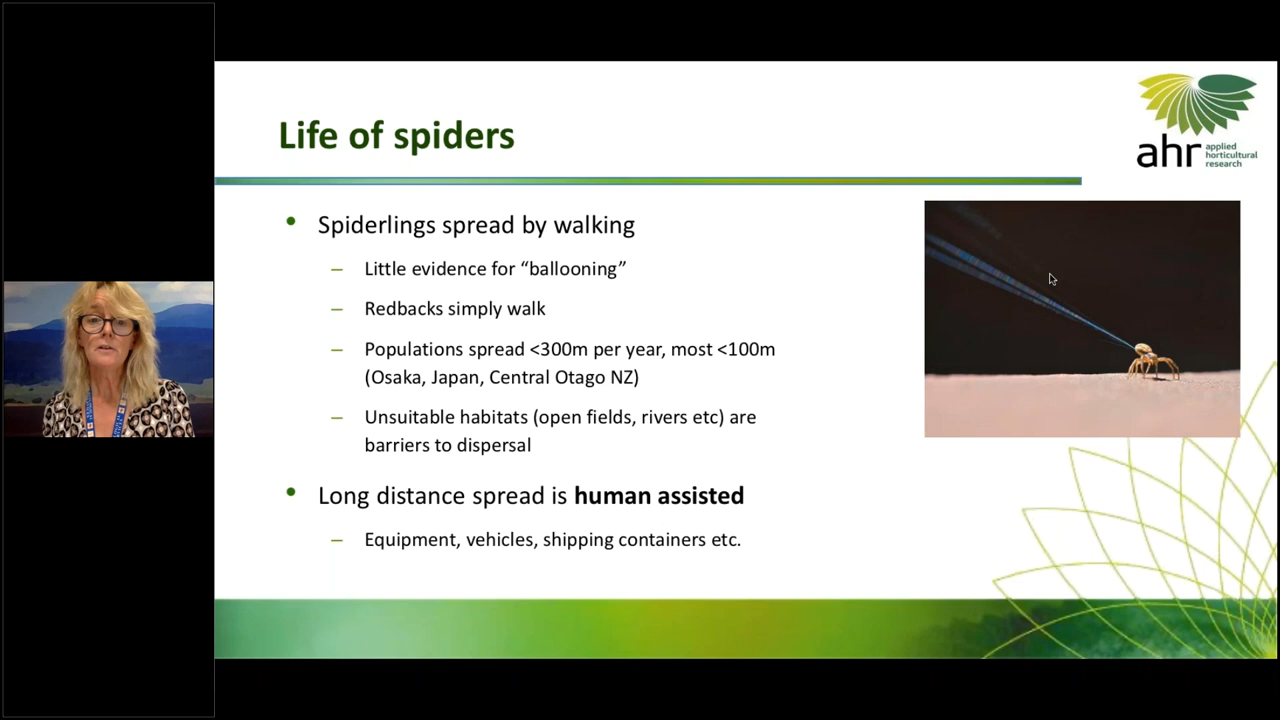 Life of spiders
ahr applied
horticultural
research
• Spiderlings spread by walking
– Little evidence for “ballooning”
– Redbacks simply walk
– Populations spread <300m per year, most <100m
(Osaka, Japan, Central Otago NZ)
– Unsuitable habitats (open fields, rivers etc) are
barriers to dispersal
• Long distance spread is human assisted
– Equipment, vehicles, shipping containers etc.